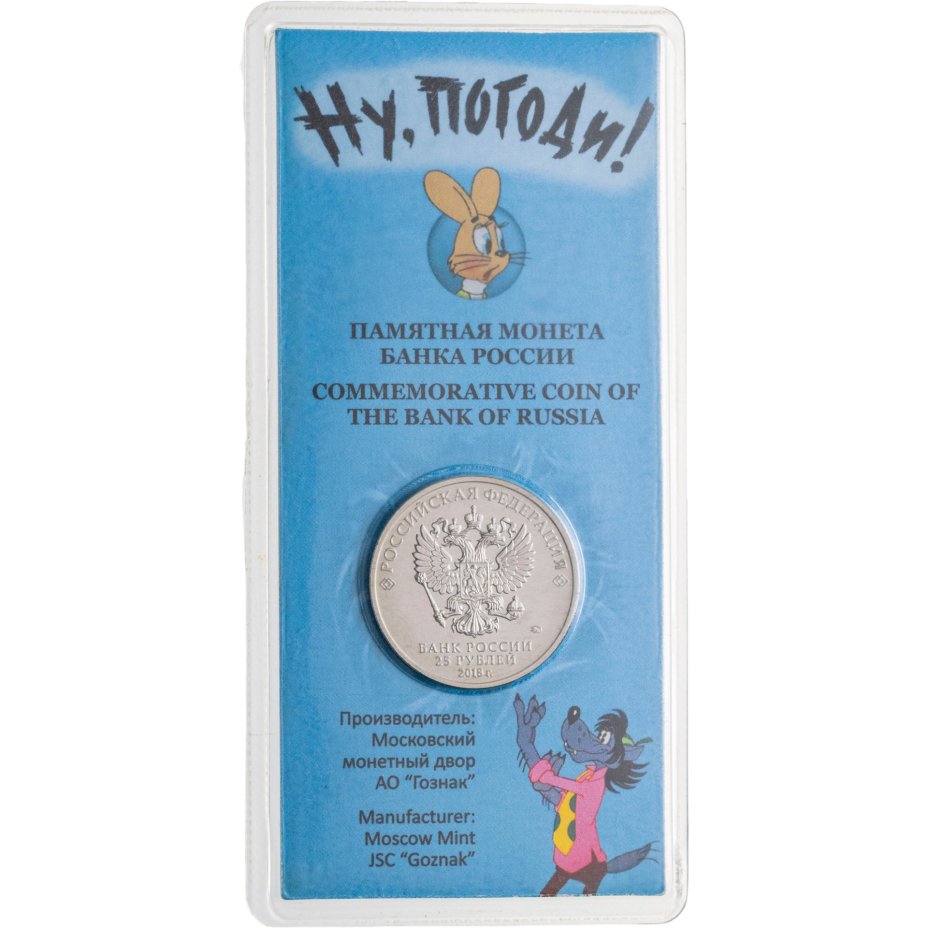 Ну, погоди!
ПАМЯТНАЯ МОНЕТА
БАНКА РОССИИ
COMMEMORATIVE COIN OF
THE BANK OF RUSSIA
РОССИЙСКАЯ ФЕДЕРАЦИЯ
БАНК РОССИИ
25 РУБЛЕЙ
2018 г.
Производитель:
Московский
монетный двор
АО "Гознак"
Manufacturer:
Moscow Mint
JSC "Goznak"